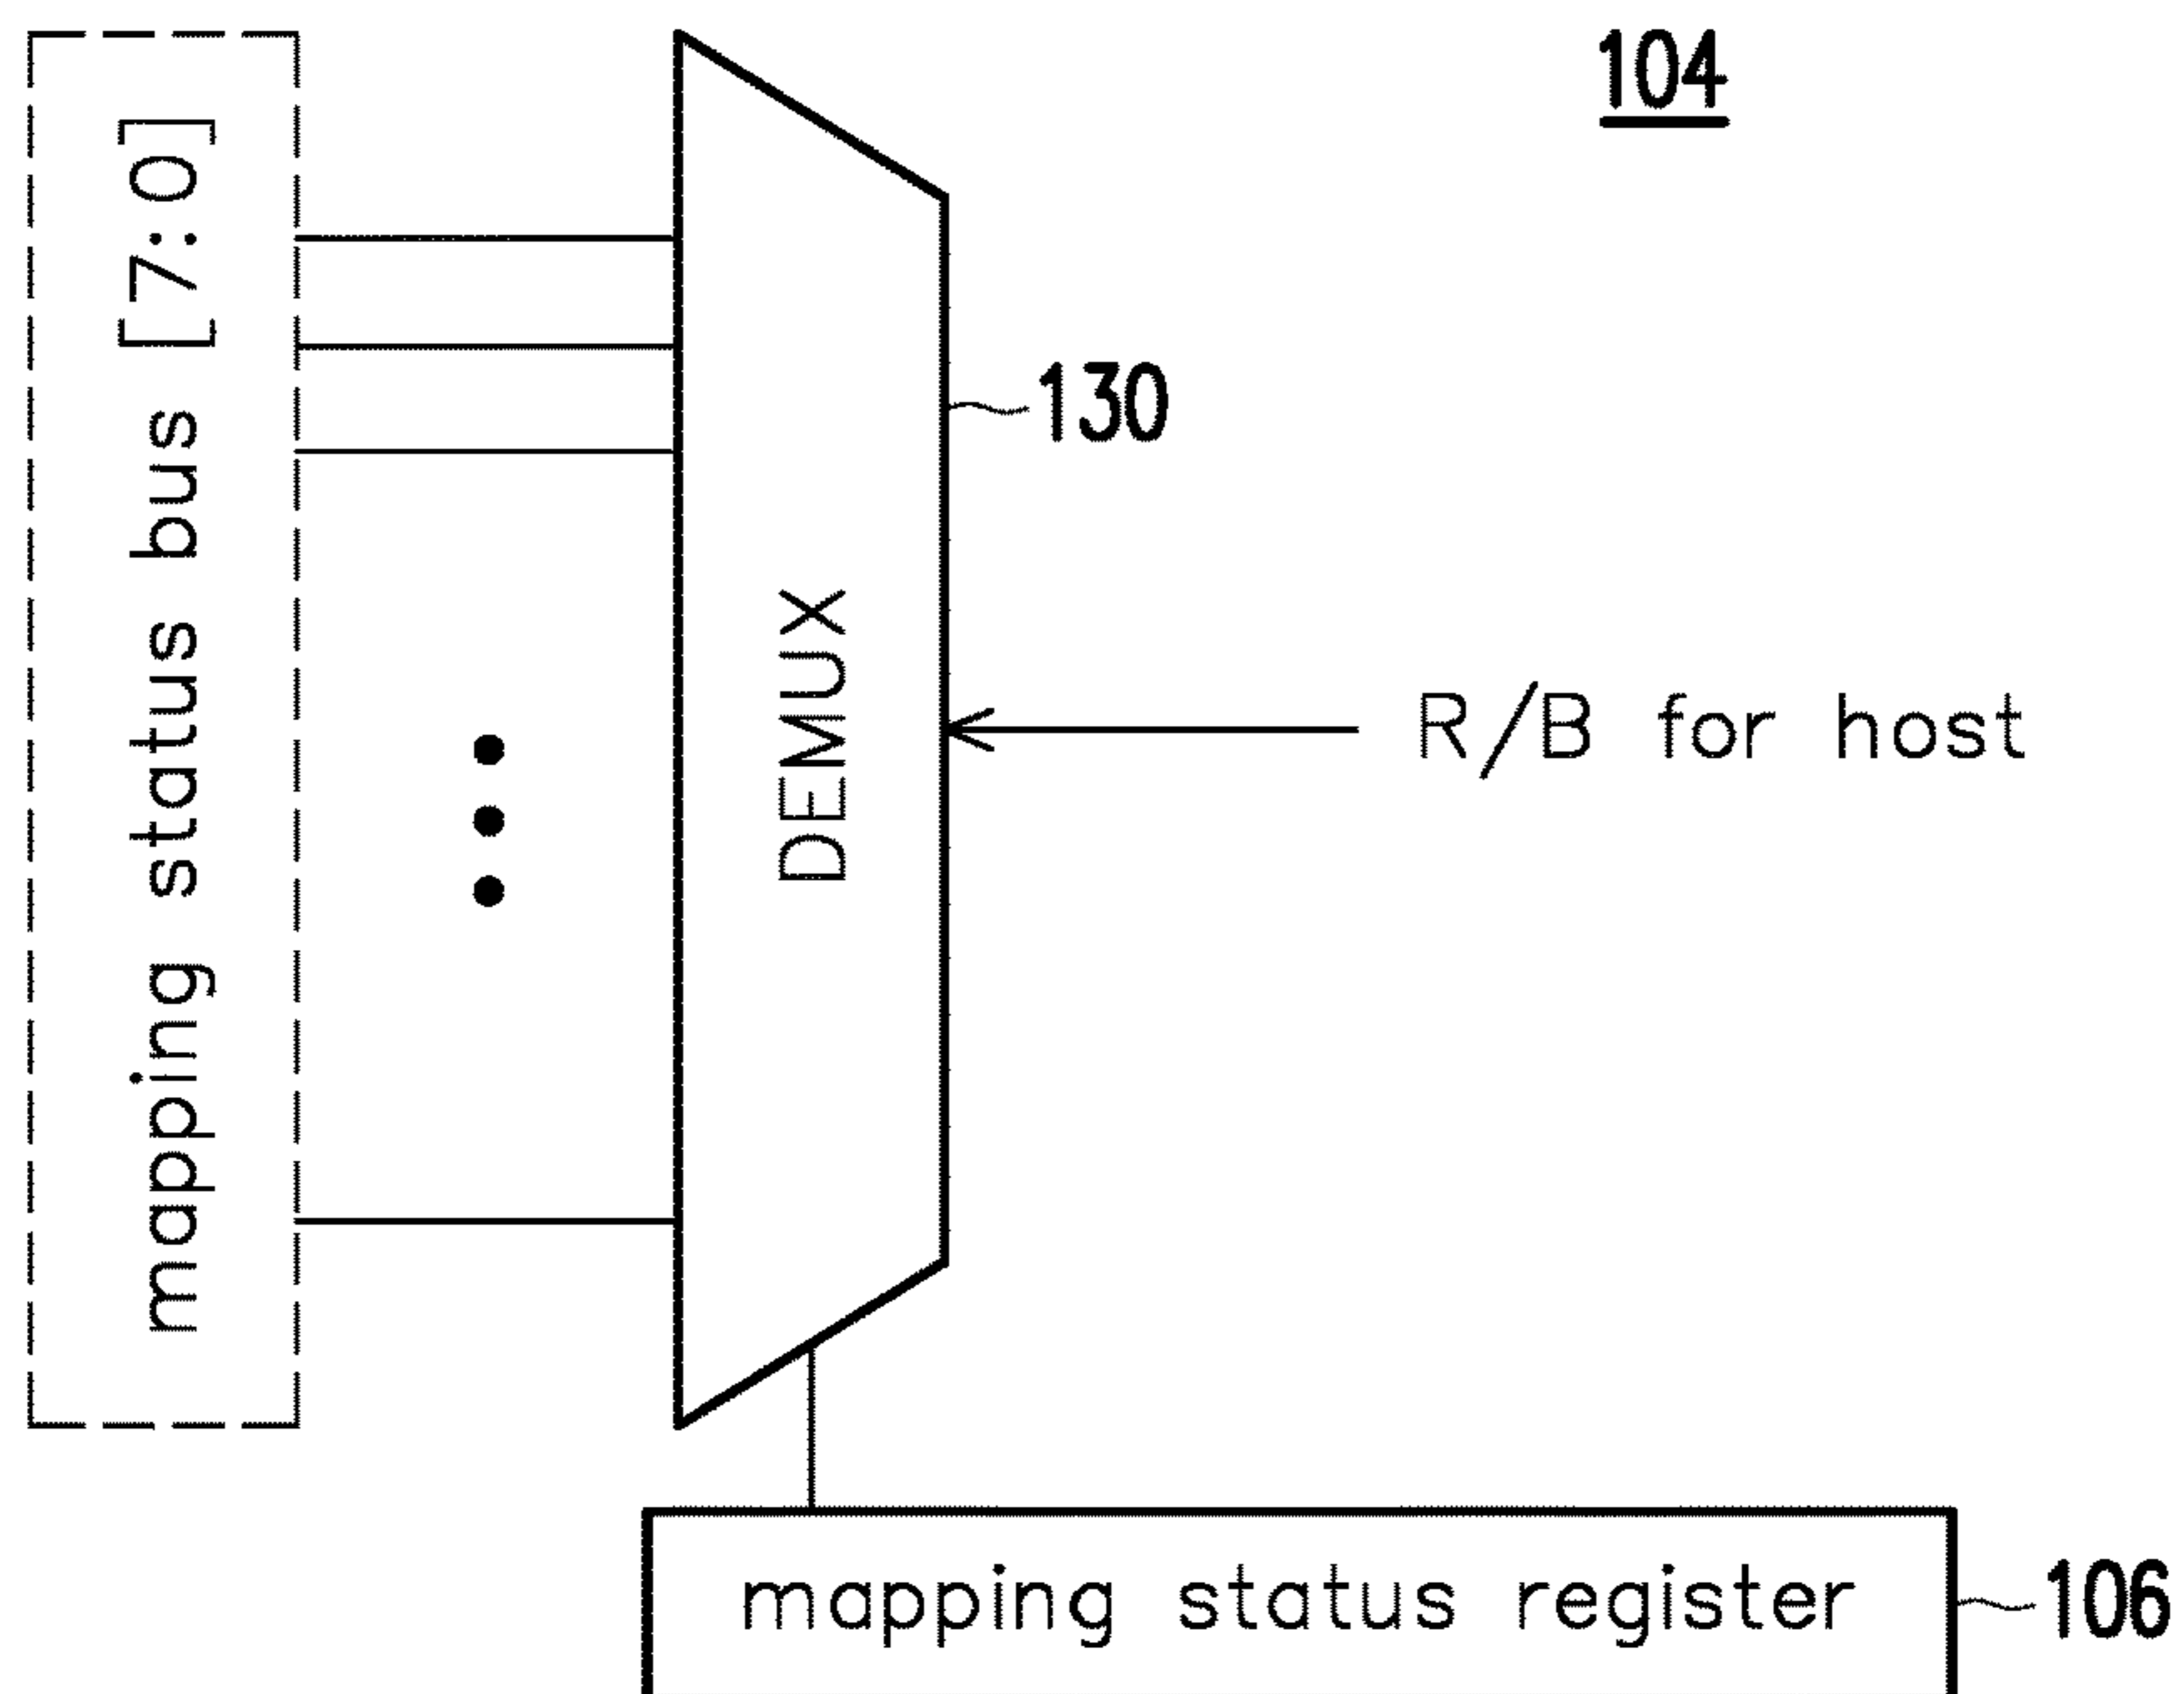 104
mapping status bus [7:0]
130
DEMUX
R/B for host
mapping status register
106